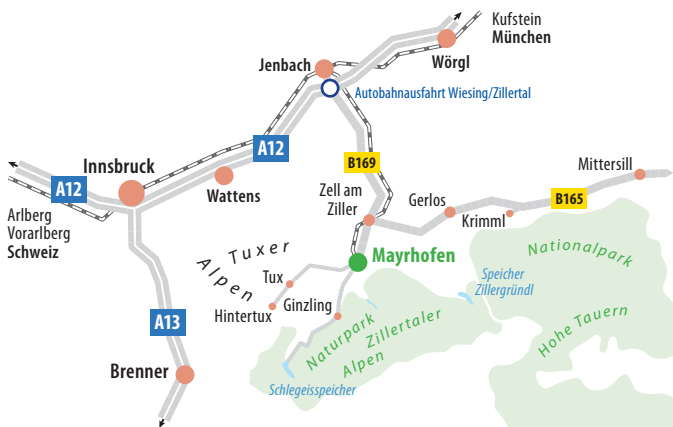 Kufstein
München
Wörgl
Jenbach
Autobahnausfahrt Wiesing/Zillertal
A12
B169
Innsbruck
A12
Wattens
Mittersill
Zell am
Ziller
Gerlos
B165
Krimml
Arlberg
Vorarlberg
Schweiz
Tuxer
Alpen
Mayrhofen
Nationalpark
Hohe Tauern
Speicher
Zillergründl
Tux
Hintertux
Ginzling
A13
Naturpark
Zillertaler
Alpen
Brenner
Schlegeisspeicher